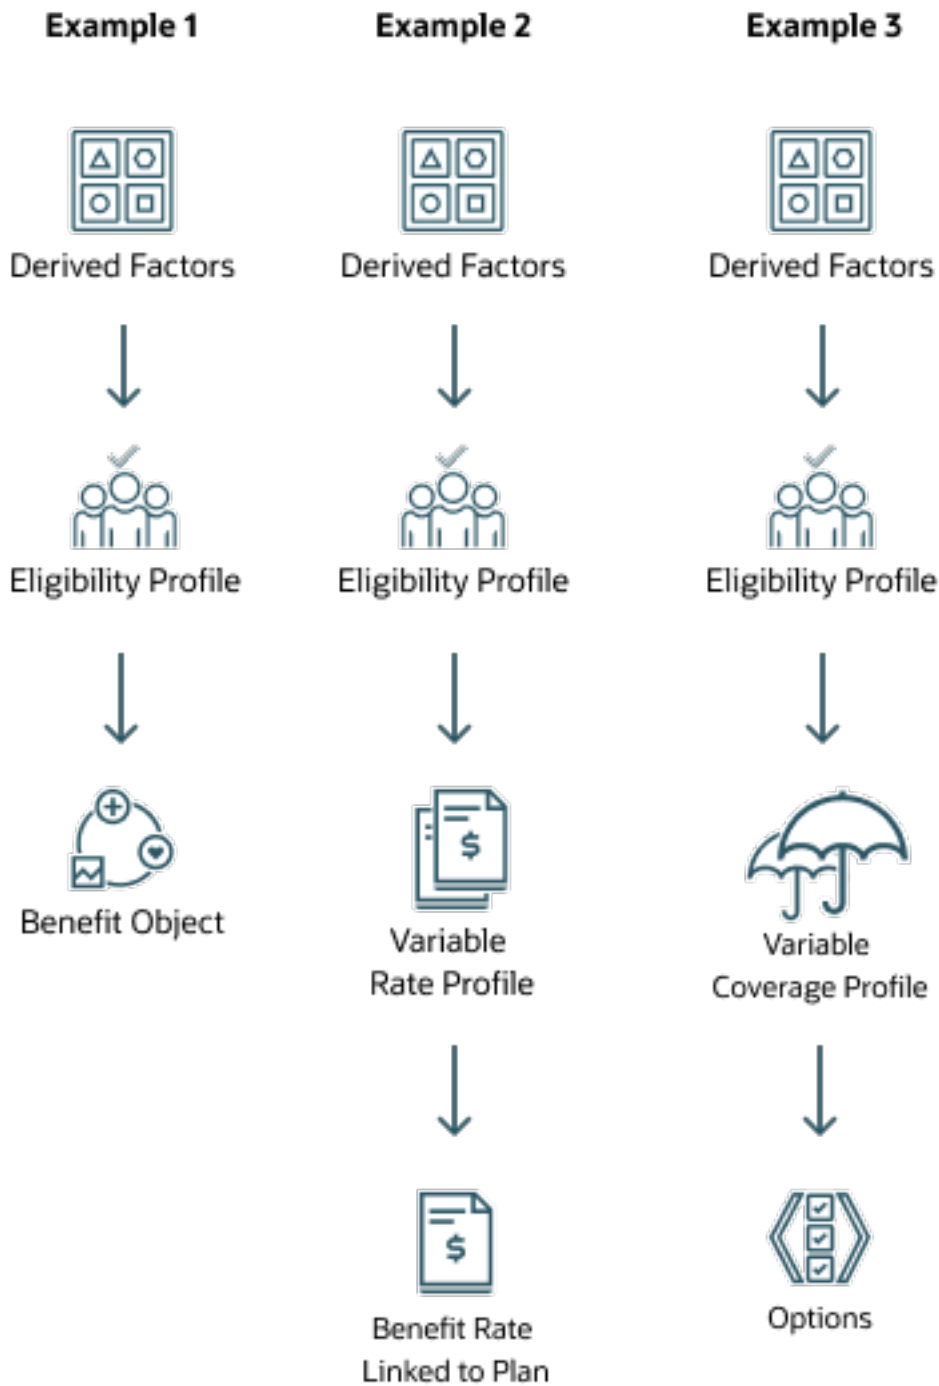 Example 1
Example 2
Example 3
Derived Factors
Derived Factors
Derived Factors
Eligibility Profile
Eligibility Profile
Eligibility Profile
Benefit Object
$
Variable
Rate Profile
Variable
Coverage Profile
$
Benefit Rate
Linked to Plan
Options